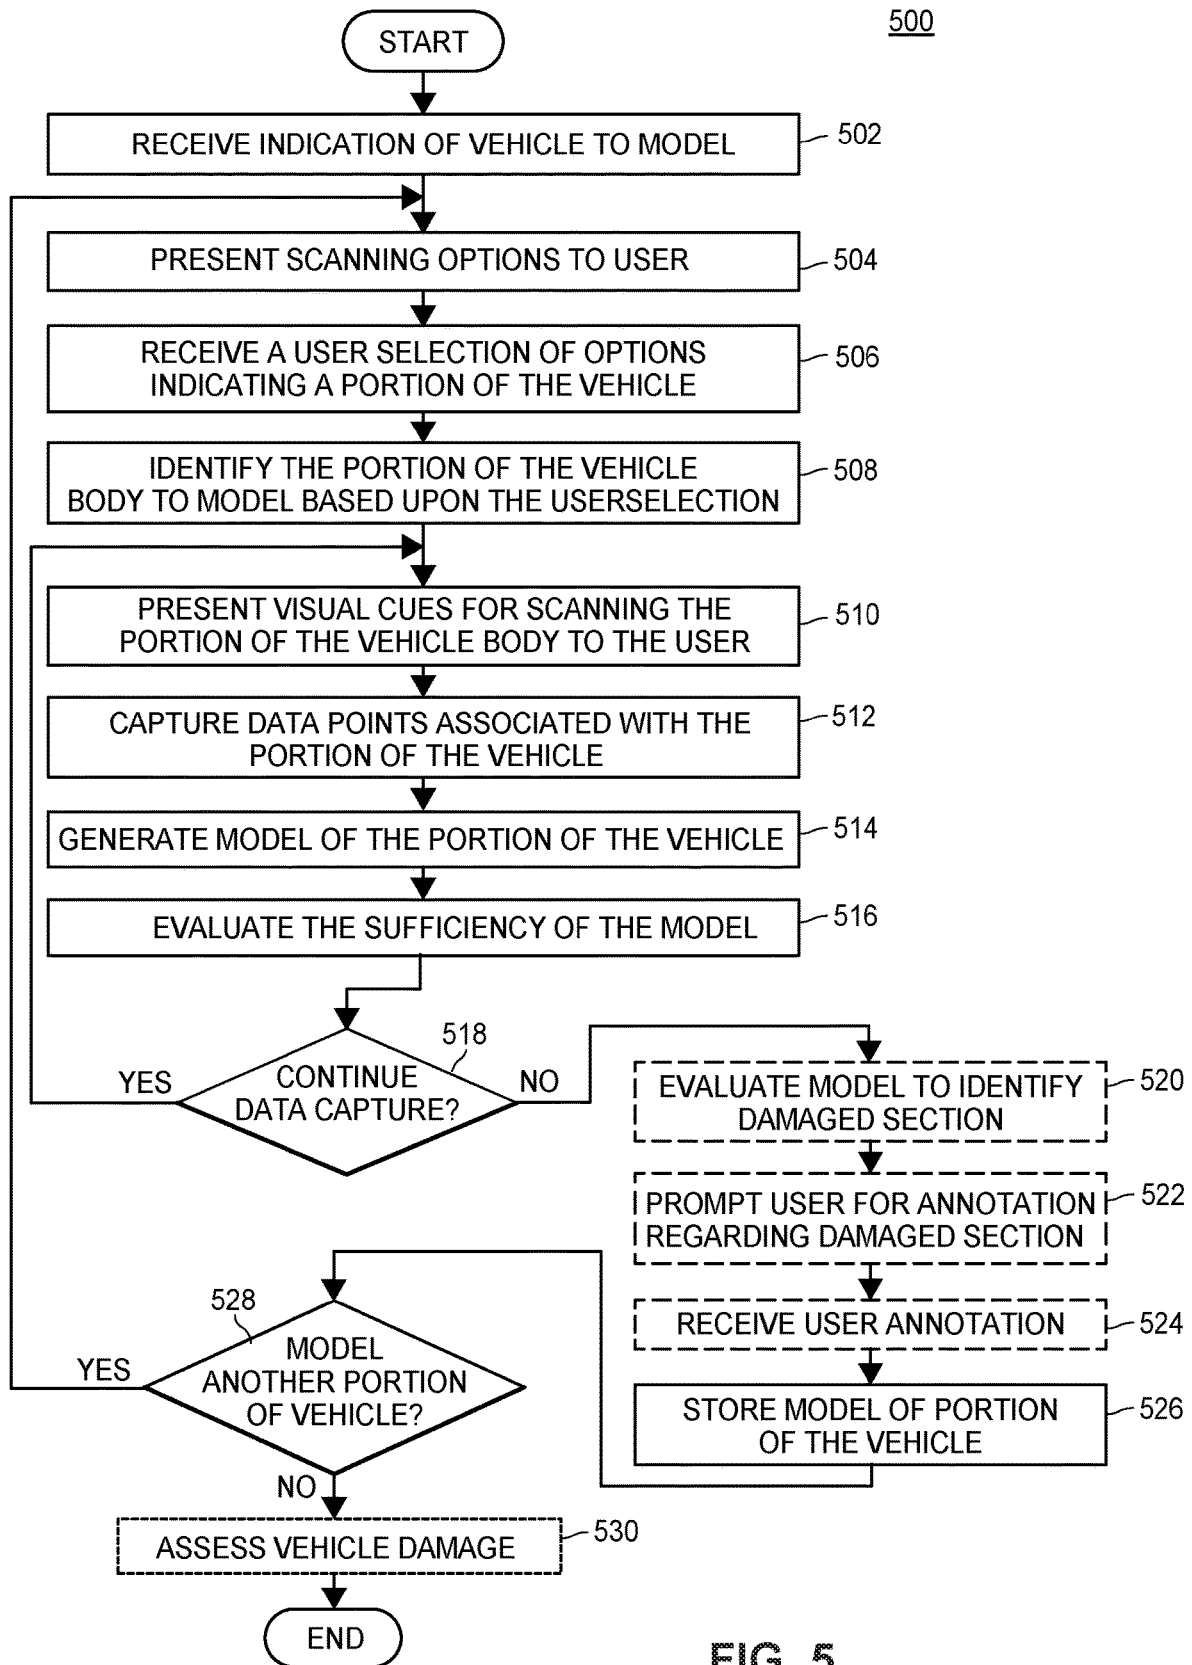 500
START
RECEIVE INDICATION OF VEHICLE TO MODEL
502
PRESENT SCANNING OPTIONS TO USER
504
RECEIVE A USER SELECTION OF OPTIONS
INDICATING A PORTION OF THE VEHICLE
506
IDENTIFY THE PORTION OF THE VEHICLE
BODY TO MODEL BASED UPON THE USERSELECTION
508
PRESENT VISUAL CUES FOR SCANNING THE
PORTION OF THE VEHICLE BODY TO THE USER
510
CAPTURE DATA POINTS ASSOCIATED WITH THE
PORTION OF THE VEHICLE
512
GENERATE MODEL OF THE PORTION OF THE VEHICLE
514
EVALUATE THE SUFFICIENCY OF THE MODEL
516
518
YES
CONTINUE
DATA CAPTURE?
NO
EVALUATE MODEL TO IDENTIFY
DAMAGED SECTION
520
PROMPT USER FOR ANNOTATION
REGARDING DAMAGED SECTION
522
RECEIVE USER ANNOTATION
524
STORE MODEL OF PORTION
OF THE VEHICLE
526
528
YES
MODEL
ANOTHER PORTION
OF VEHICLE?
NO
ASSESS VEHICLE DAMAGE
530
END
FIG. 5